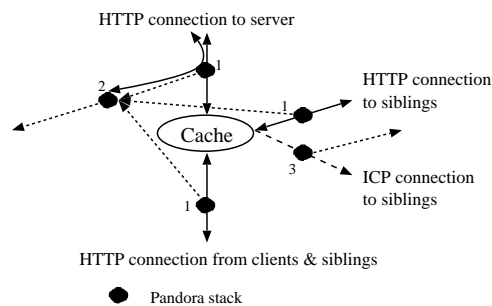 HTTP connection to server
1
2
HTTP connection
to siblings
1
Cache
3
ICP connection
to siblings
1
HTTP connection from clients & siblings
Pandora stack